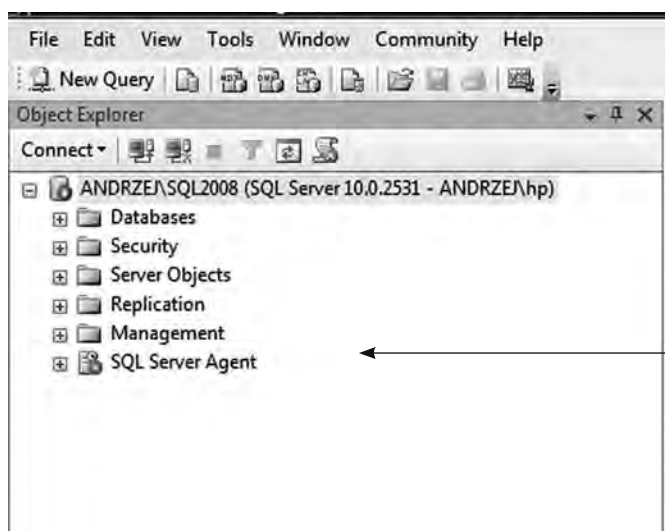 File Edit View Tools Window Community Help
New Query
Object Explorer
Connect
ANDRZEJ\SQL2008 (SQL Server 10.0.2531 - ANDRZEJ\hp)
Databases
Security
Server Objects
Replication
Management
SQL Server Agent